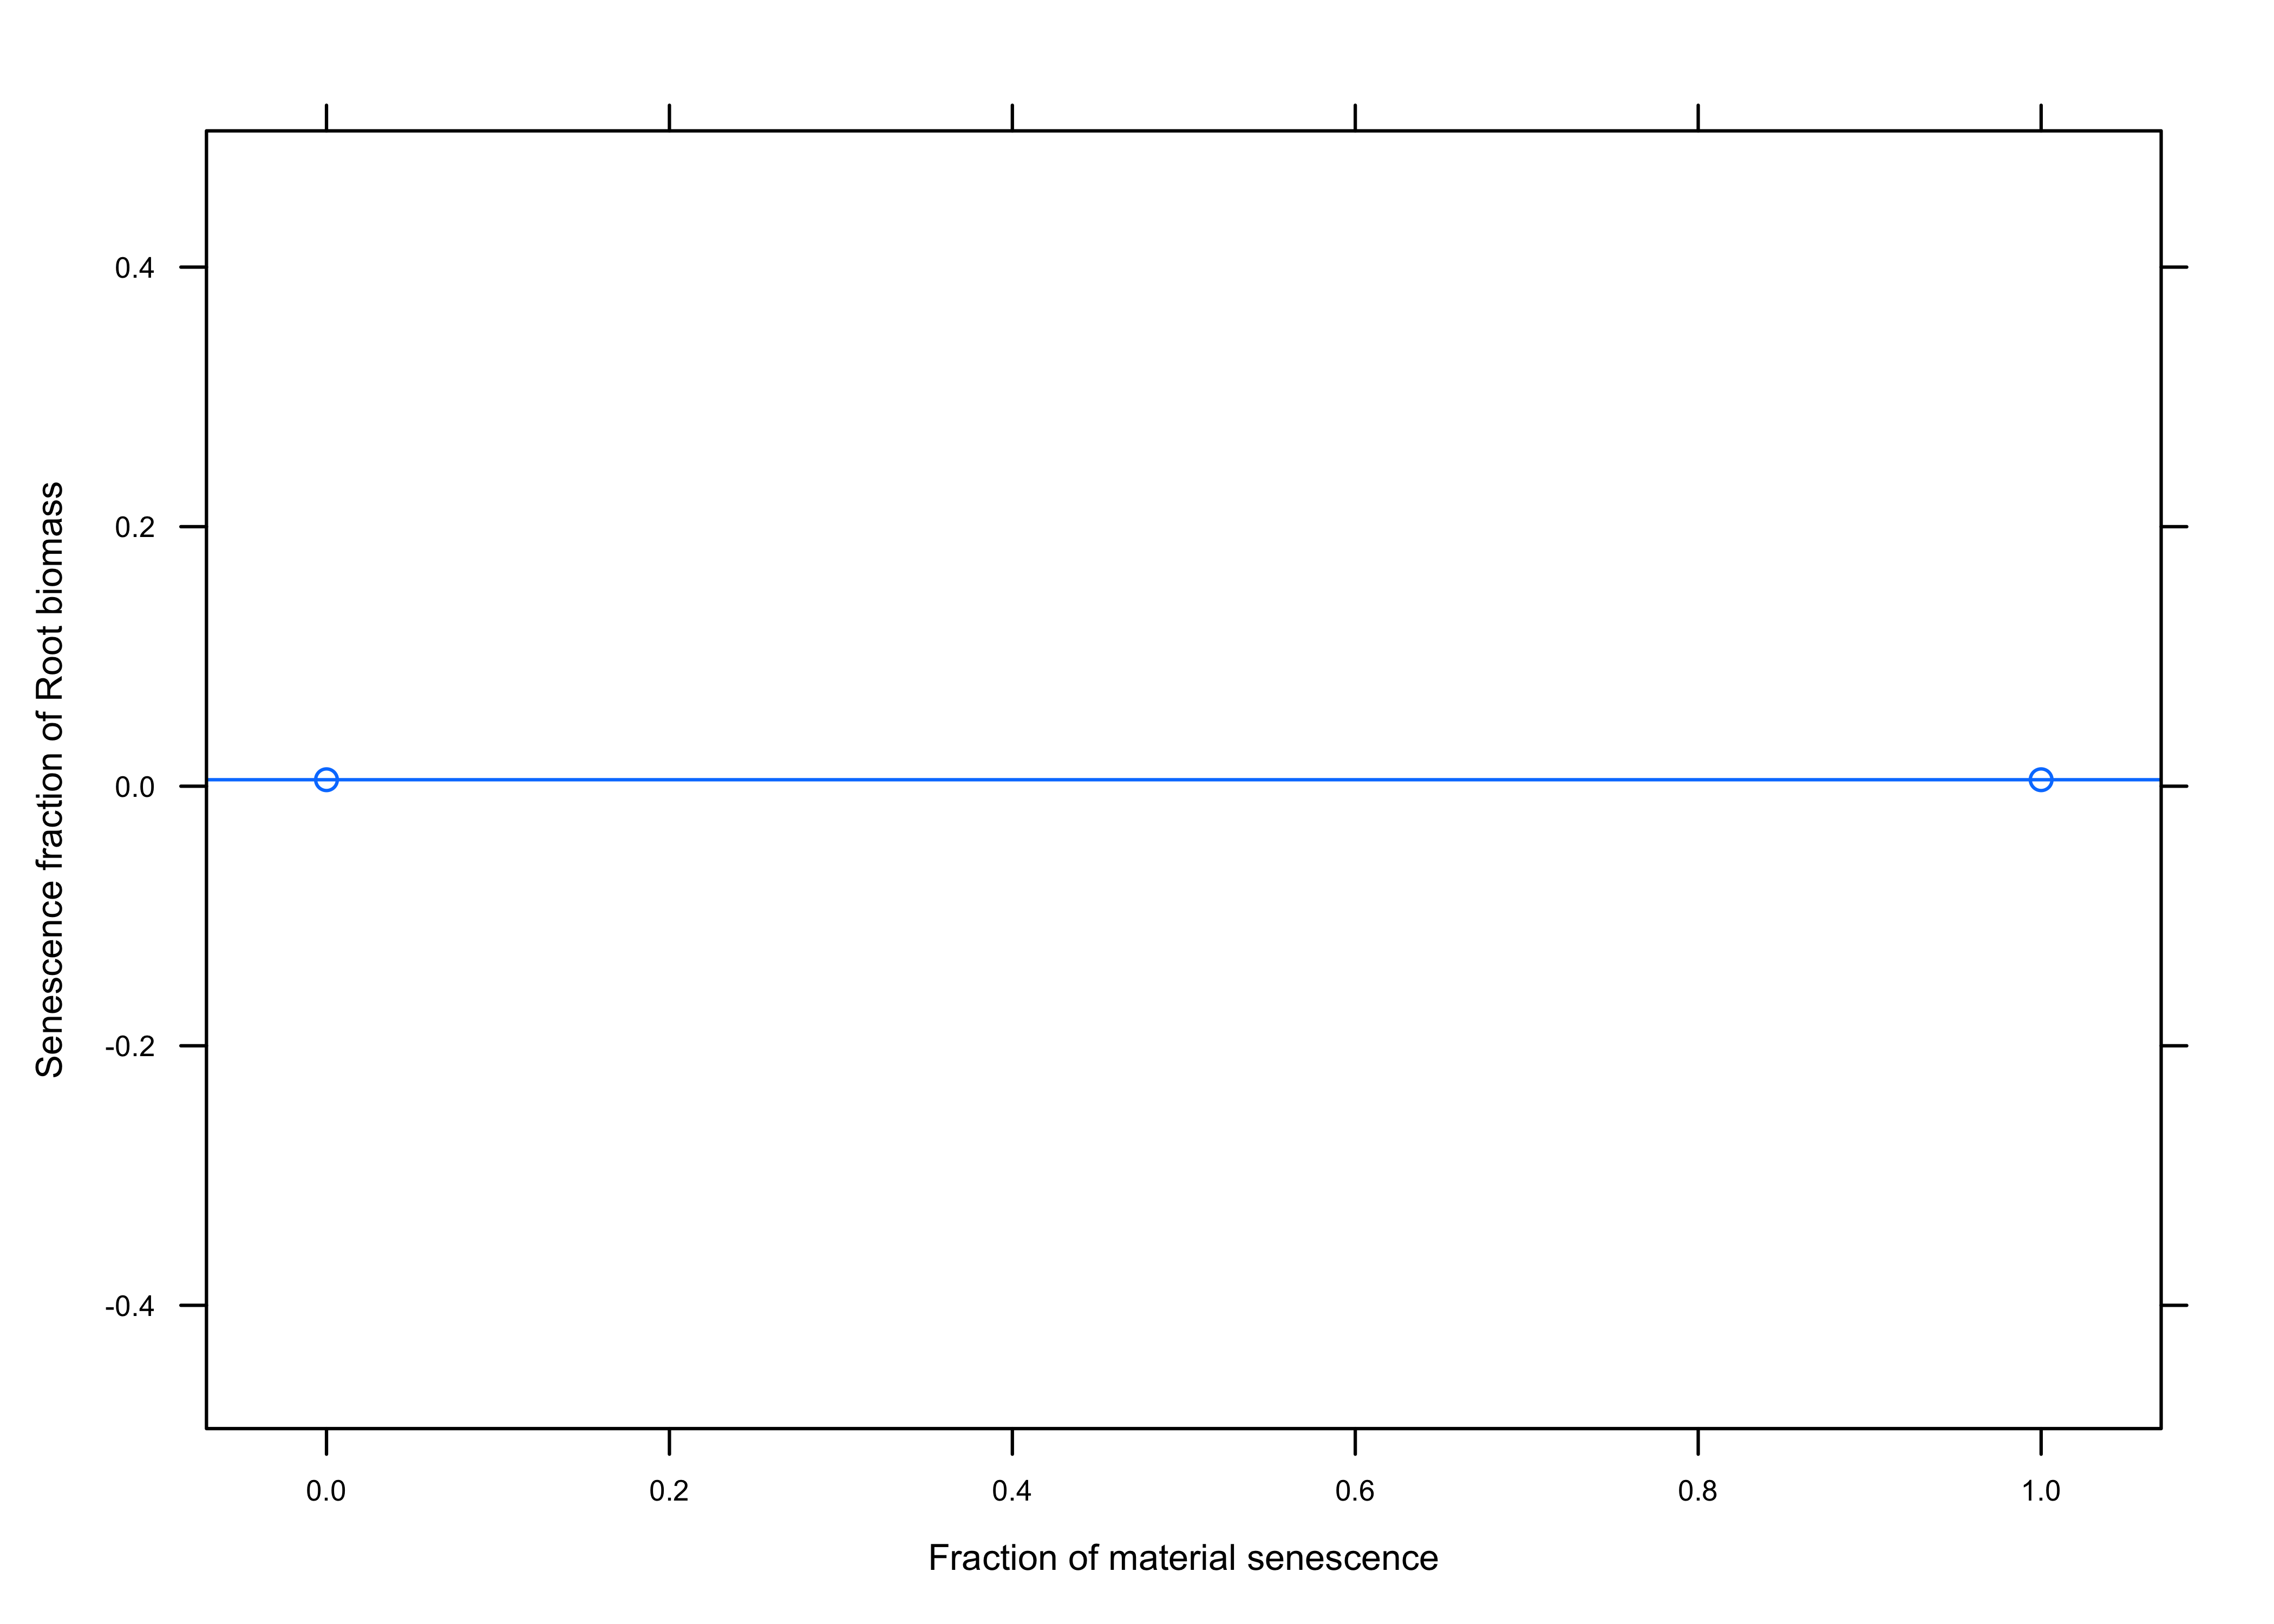 Senescence fraction of Root biomass
0.4
0.2
0.0
-0.2
-0.4
0.0 0.2 0.4 0.6 0.8 1.0
Fraction of material senescence